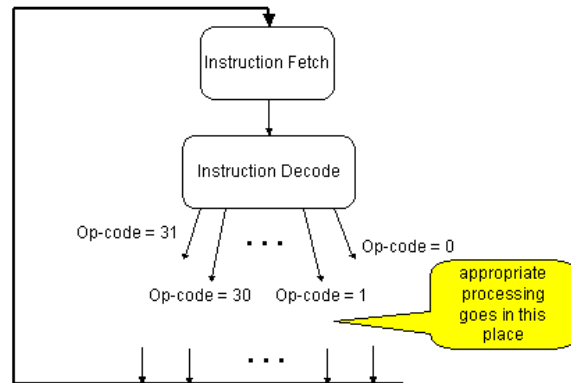 Instruction Fetch
Instruction Decode
Op-code = 31
. . .
Op-code = 0
Op-code = 30
Op-code = 1
appropriate
processing
goes in this
place
. . .